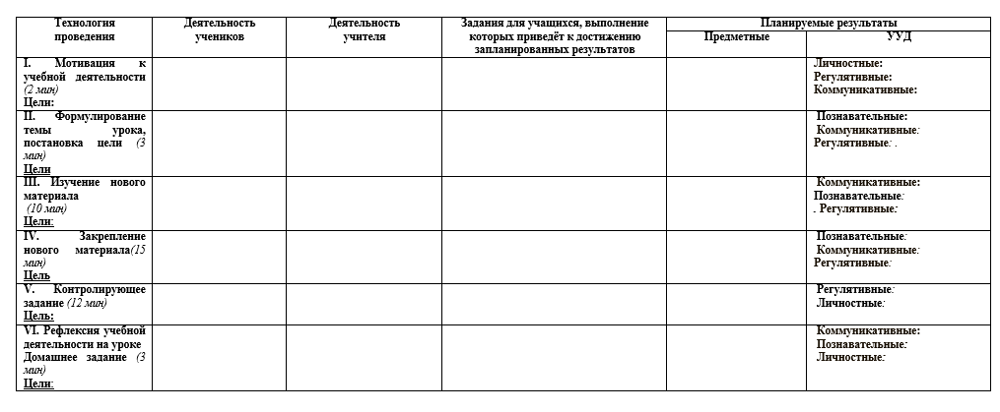 Технология
проведения
Деятельность
учеников
Деятельность
учителя
Задания для учащихся, выполнение
которых приведёт к достижению
запланированных результатов
Планируемые результаты
Предметные
УУД
I. Мотивация к
учебной деятельности
(2 мин)
Цели:
Личностные:
Регулятивные:
Коммуникативные:
II. Формулирование
темы урока,
постановка цели (3
мин)
Цели
Познавательные:
Коммуникативные:
Регулятивные: .
III. Изучение нового
материала
(10 мин)
Цели:
Коммуникативные:
Познавательные:
. Регулятивные:
IV. Закрепление
нового материала(15
мин)
Цель
Познавательные:
Коммуникативные:
Регулятивные:
V. Контролирующее
задание (12 мин)
Цель:
Регулятивные:
Личностные:
VI. Рефлексия учебной
деятельности на уроке
Домашнее задание (3
мин)
Цели:
Коммуникативные:
Познавательные:
Личностные: